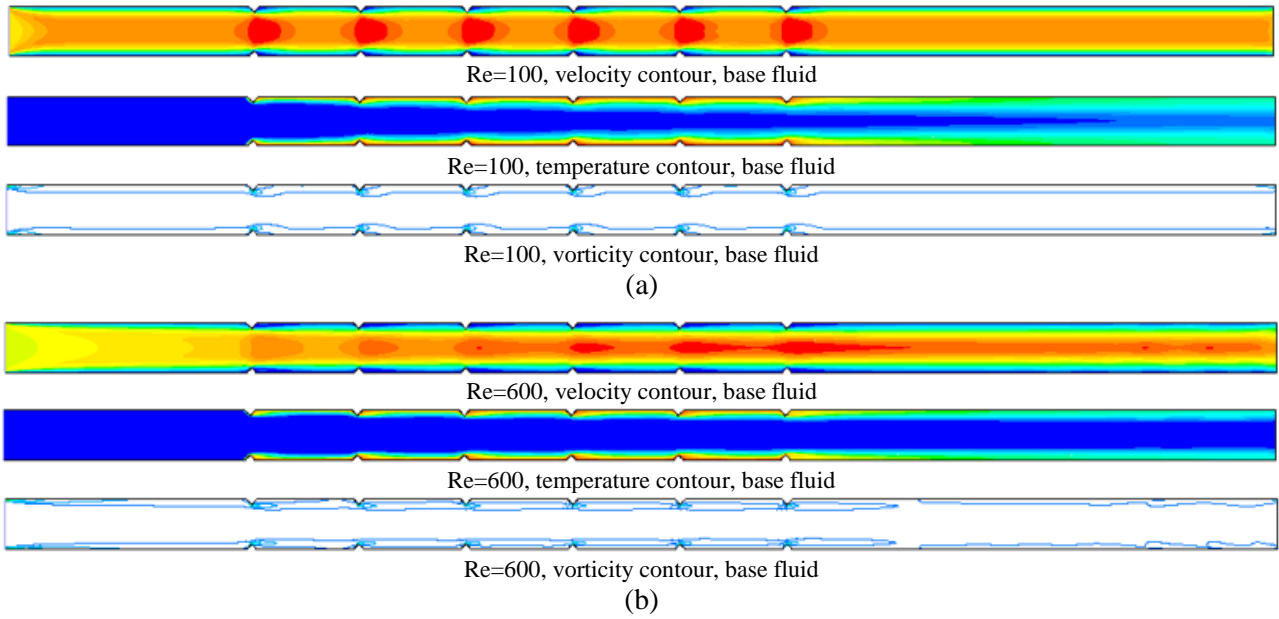 Re=100, velocity contour, base fluid
Re=100, temperature contour, base fluid
Re=100, vorticity contour, base fluid
(a)
Re=600, velocity contour, base fluid
Re=600, temperature contour, base fluid
Re=600, vorticity contour, base fluid
(b)